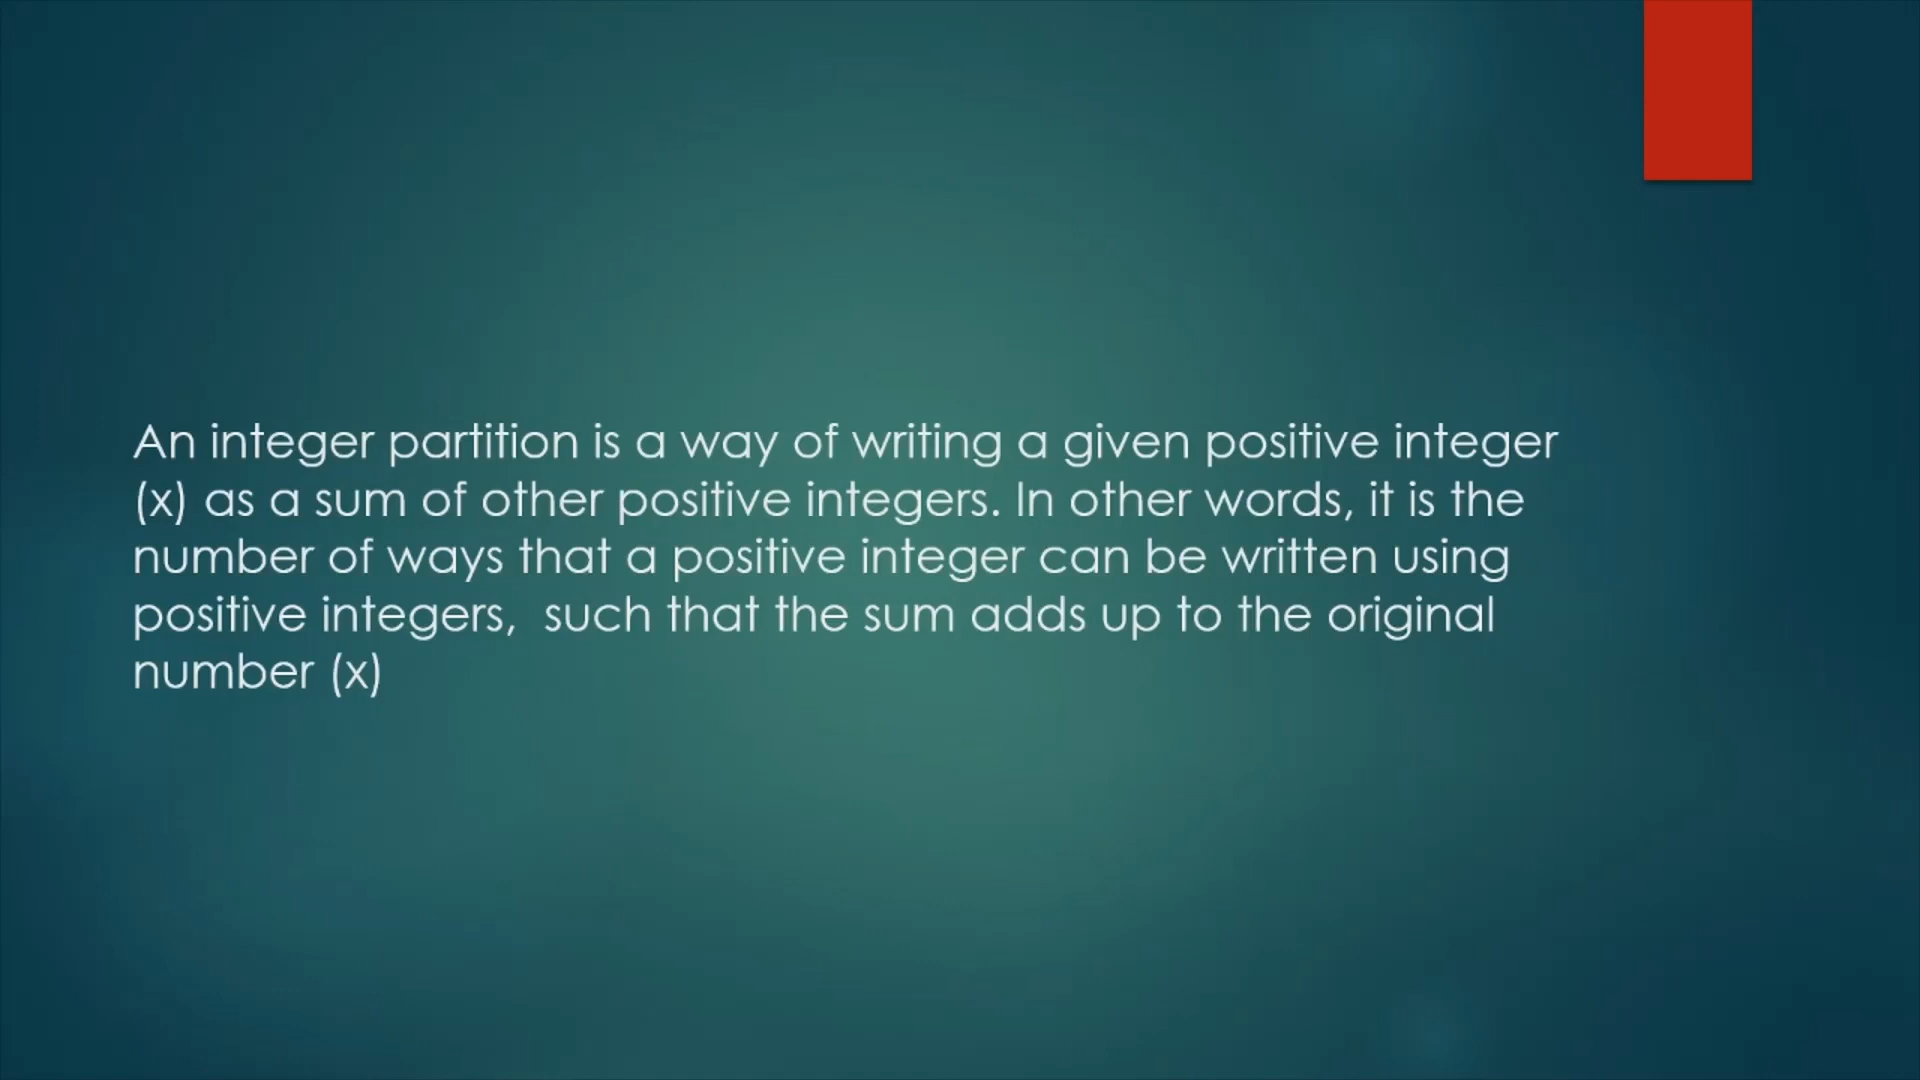 An integer partition is a way of writing a given positive integer
(x) as a sum of other positive integers. In other words, it is the
number of ways that a positive integer can be written using
positive integers,  such that the sum adds up to the original
number (x)